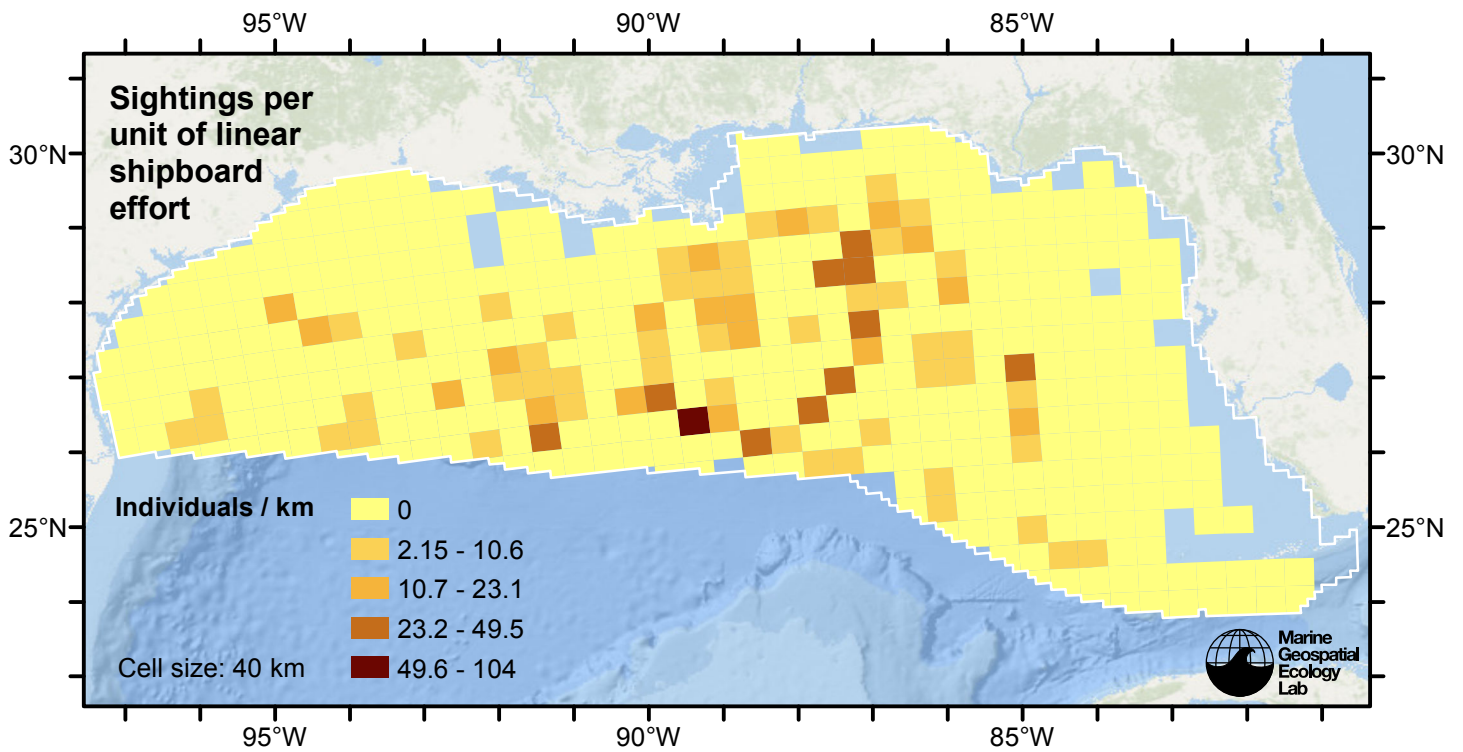 95°W 90°W 85°W
Sightings per
unit of linear
shipboard
effort
30°N 30°N
25°N 25°N
Individuals / km
0
2.15 - 10.6
10.7 - 23.1
23.2 - 49.5
49.6 - 104
Cell size: 40 km
Marine
Geospatial
Ecology
Lab
95°W 90°W 85°W